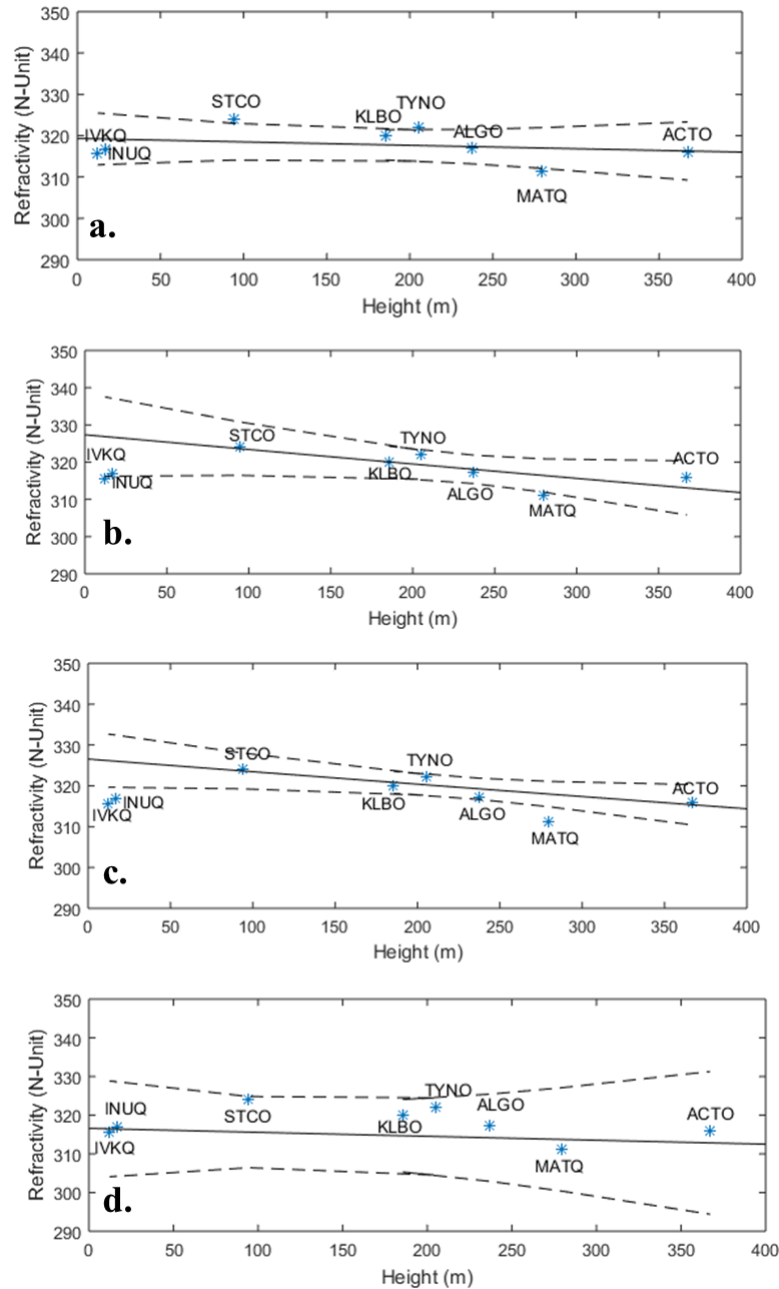 350
340
330
320
310
300
290
Refractivity (N-Unit)
STCO
TYNO
KLBO
IVKQ
ALGO
ACTO
INUQ
MATQ
a.
0 50 100 150 200 250 300 350 400
Height (m)
350
340
330
320
310
300
290
Refractivity (N-Unit)
STCO
TYNO
IVKQ
ACTO
KLBO
INUQ
ALGO
MATQ
b.
0 50 100 150 200 250 300 350 400
Height (m)
350
340
330
320
310
300
290
Refractivity (N-Unit)
STCO
TYNO
ACTO
INUQ
KLBO
IVKQ
ALGO
MATQ
c.
0 50 100 150 200 250 300 350 400
Height (m)
350
340
330
320
310
300
290
Refractivity (N-Unit)
TYNO
INUQ
ALGO
STCO
ACTO
KLBO
IVKQ
MATQ
d.
0 50 100 150 200 250 300 350 400
Height (m)